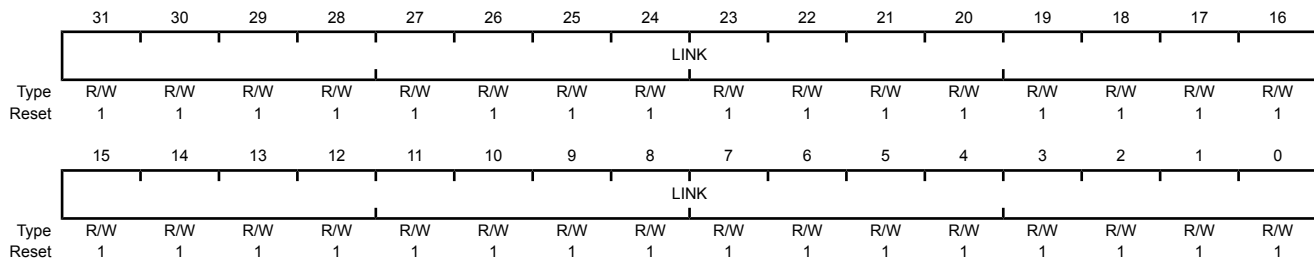 31 30 29 28 27 26 25 24 23 22 21 20 19 18 17 16
LINK
Type R/W R/W R/W R/W R/W R/W R/W R/W R/W R/W R/W R/W R/W R/W R/W R/W
Reset 1 1 1 1 1 1 1 1 1 1 1 1 1 1 1 1
15 14 13 12 11 10 9 8 7 6 5 4 3 2 1 0
LINK
Type R/W R/W R/W R/W R/W R/W R/W R/W R/W R/W R/W R/W R/W R/W R/W R/W
Reset 1 1 1 1 1 1 1 1 1 1 1 1 1 1 1 1